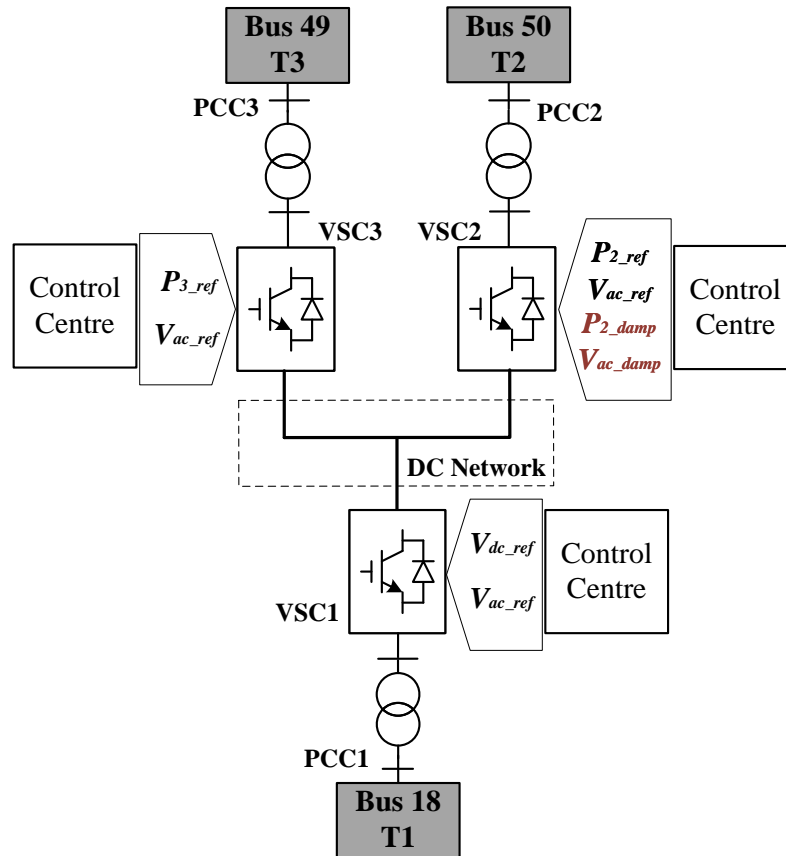 Bus 49
T3
Bus 50
T2
PCC3
PCC2
VSC3
VSC2
Control
Centre
P3_ref
Vac_ref
P2_ref
Vac_ref
P2_damp
Vac_damp
Control
Centre
DC Network
VSC1
Vdc_ref
Vac_ref
Control
Centre
PCC1
Bus 18
T1